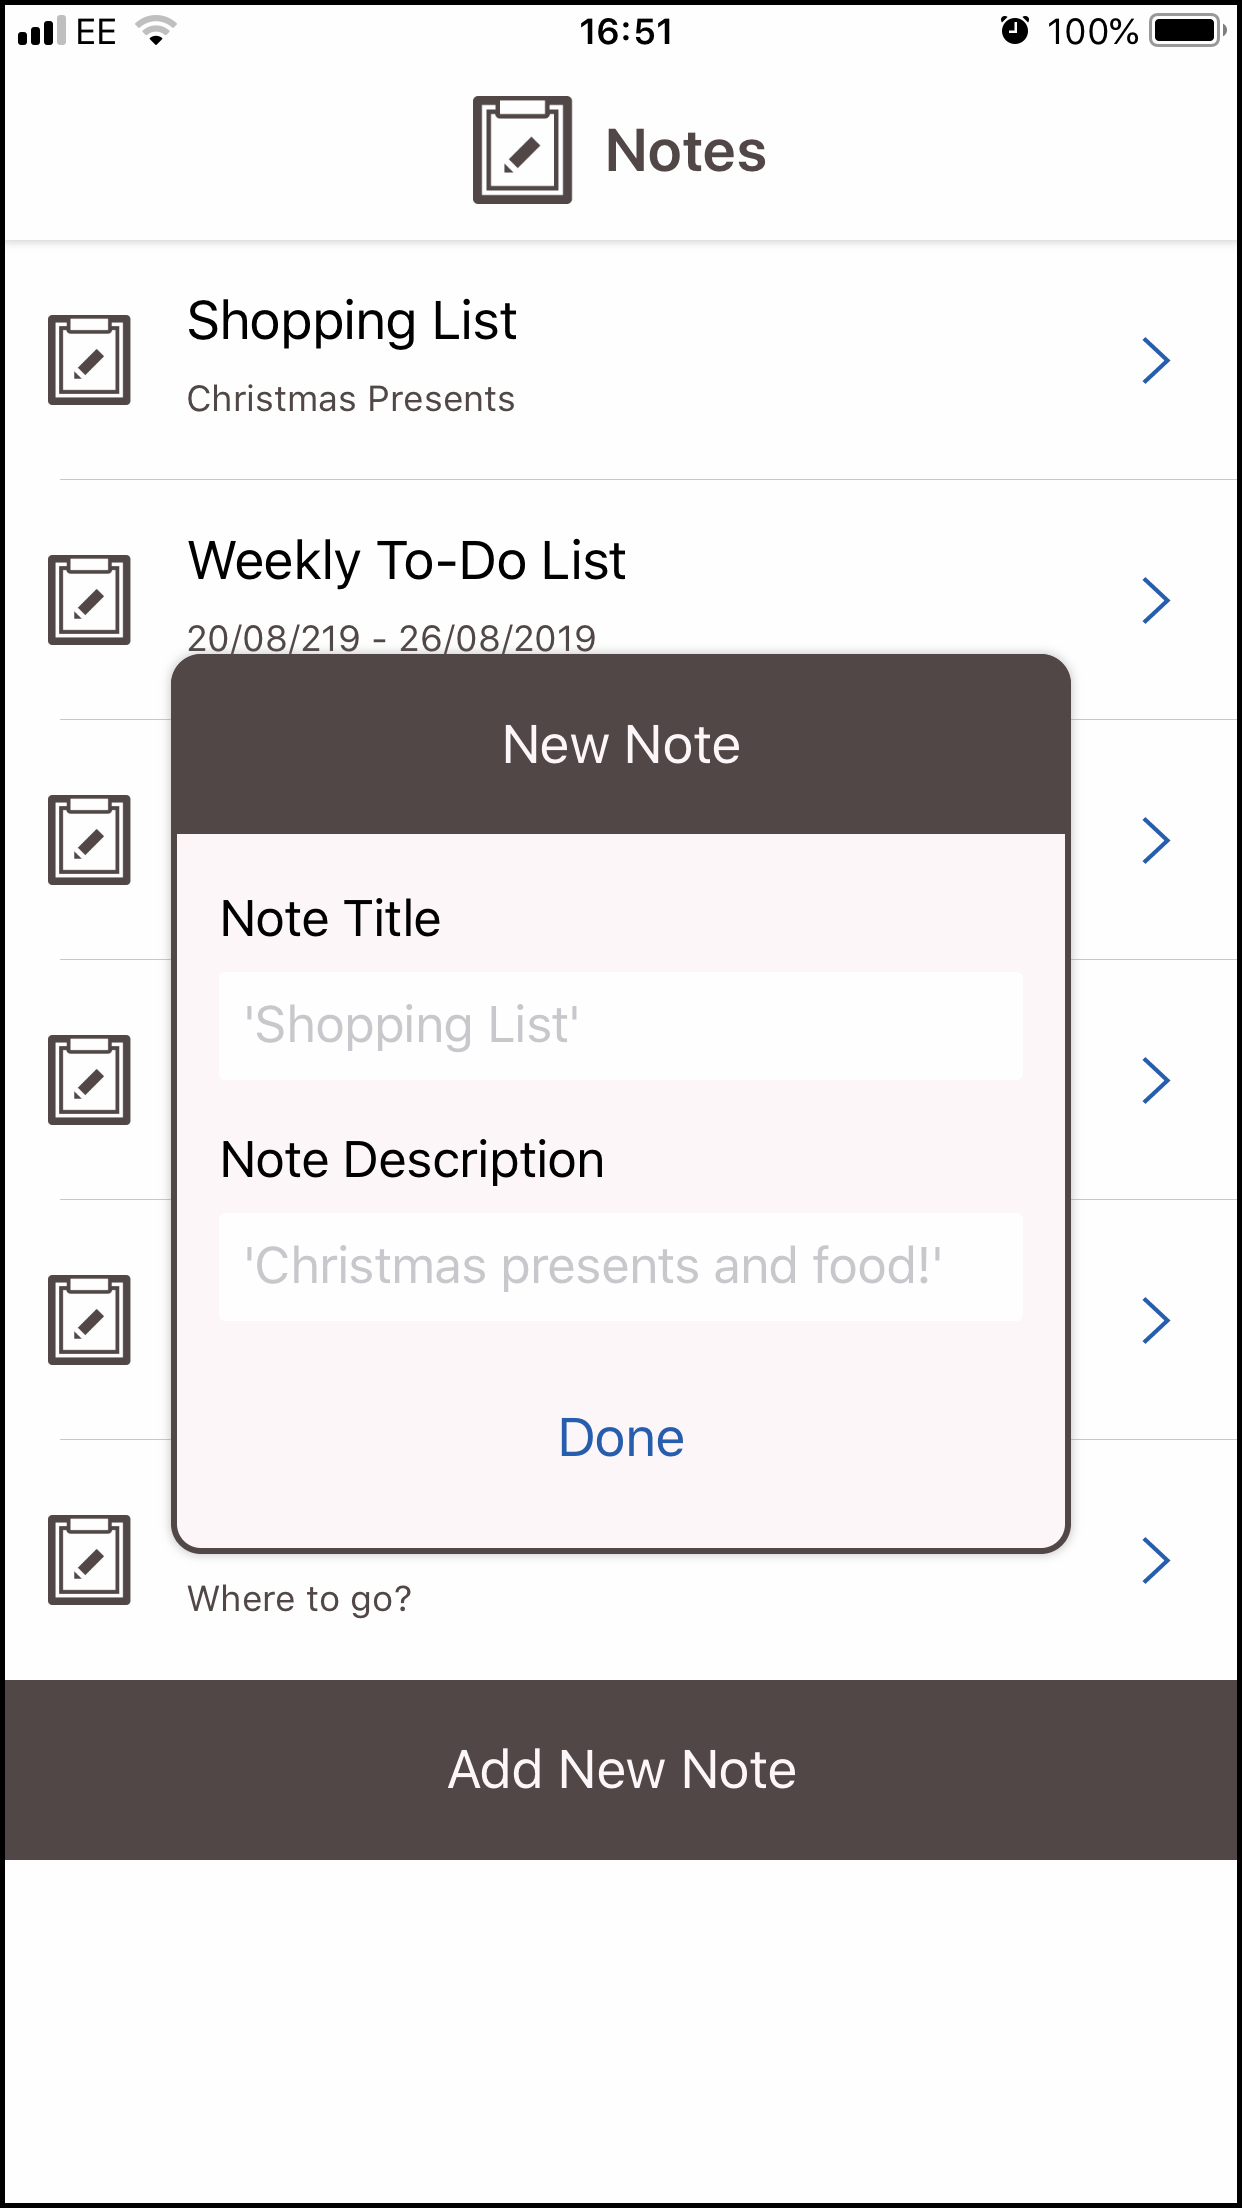 EE 16:51 100%
Notes
Shopping List
Christmas Presents
Weekly To-Do List
20/08/219 - 26/08/2019
New Note
Note Title
'Shopping List'
Note Description
'Christmas presents and food!'
Done
Where to go?
Add New Note